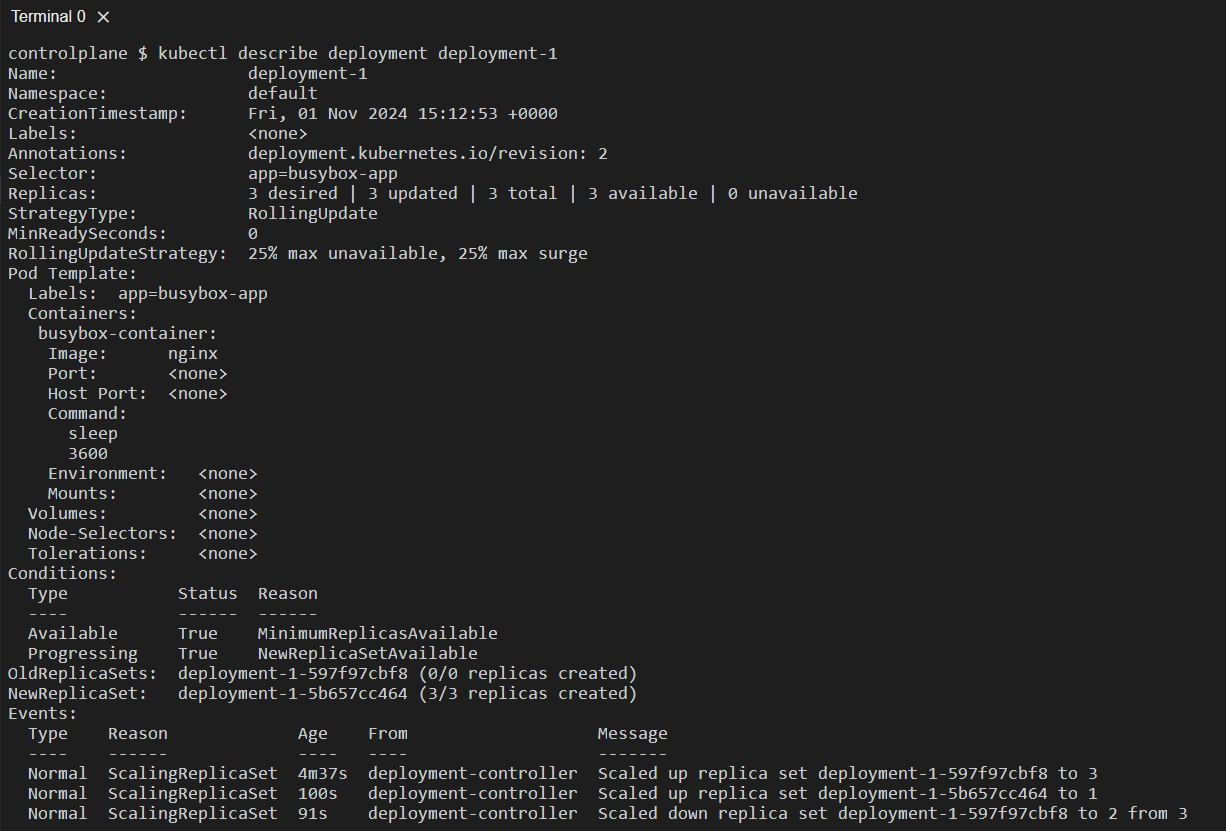 Terminal 0 ×
controlplane $ kubectl describe deployment deployment-1
Name:                   deployment-1
Namespace:              default
CreationTimestamp:      Fri, 01 Nov 2024 15:12:53 +0000
Labels:                 <none>
Annotations:            deployment.kubernetes.io/revision: 2
Selector:               app=busybox-app
Replicas:               3 desired | 3 updated | 3 total | 3 available | 0 unavailable
StrategyType:           RollingUpdate
MinReadySeconds:        0
RollingUpdateStrategy:  25% max unavailable, 25% max surge
Pod Template:
  Labels:  app=busybox-app
  Containers:
   busybox-container:
    Image:      nginx
    Port:       <none>
    Host Port:  <none>
    Command:
      sleep
      3600
    Environment:   <none>
    Mounts:        <none>
  Volumes:         <none>
  Node-Selectors:  <none>
  Tolerations:     <none>
Conditions:
  Type           Status  Reason
  ----           ------  ------
  Available      True    MinimumReplicasAvailable
  Progressing    True    NewReplicaSetAvailable
OldReplicaSets:  deployment-1-597f97cbf8 (0/0 replicas created)
NewReplicaSet:   deployment-1-5b657cc464 (3/3 replicas created)
Events:
  Type    Reason             Age    From                   Message
  ----    ------             ----   ----                   -------
  Normal  ScalingReplicaSet  4m37s  deployment-controller  Scaled up replica set deployment-1-597f97cbf8 to 3
  Normal  ScalingReplicaSet  100s   deployment-controller  Scaled up replica set deployment-1-5b657cc464 to 1
  Normal  ScalingReplicaSet  91s    deployment-controller  Scaled down replica set deployment-1-597f97cbf8 to 2 from 3